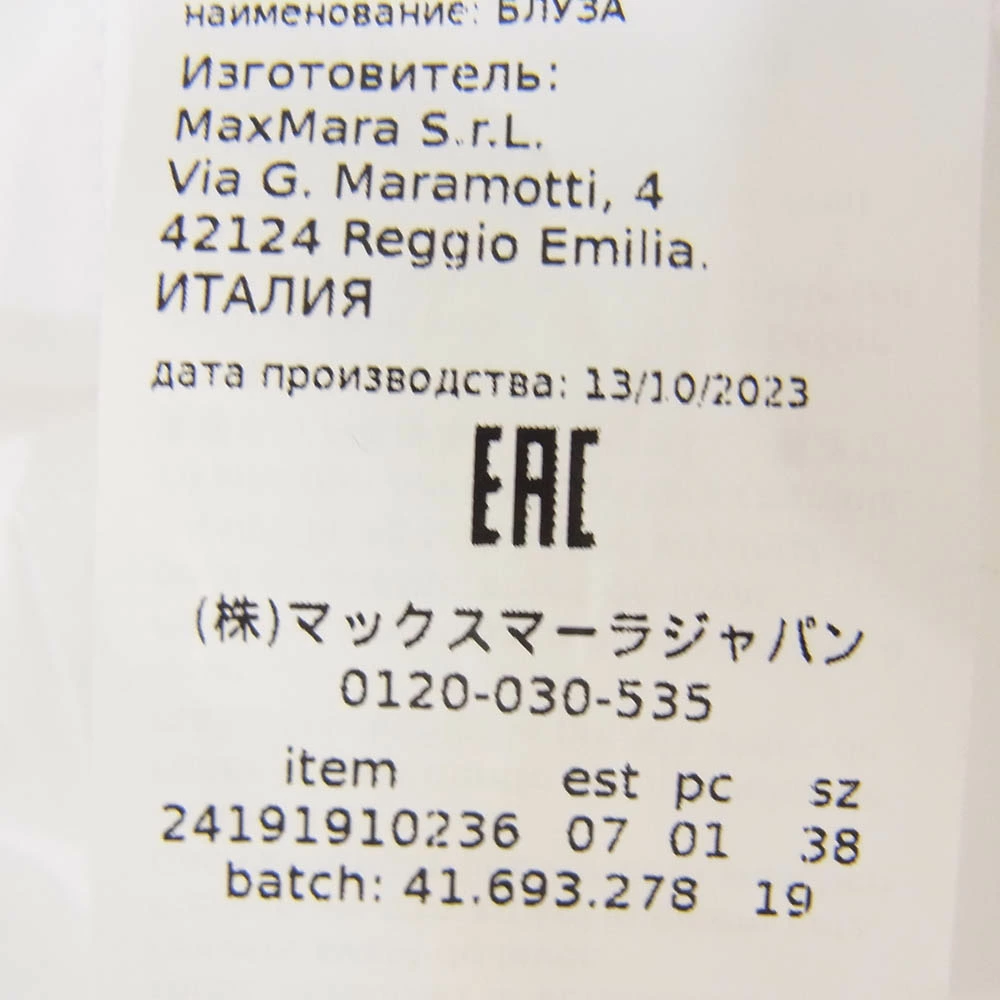 наименование: БЛУЗА
Изготовитель:
MaxMara S.r.L.
Via G. Maramotti, 4
42124 Reggio Emilia.
ИТАЛИЯ
дата производства: 13/10/2023
EAC
(株)マックスマーラジャパン
0120-030-535
item est pc sz
24191910236 07 01 38
batch: 41.693.278 19